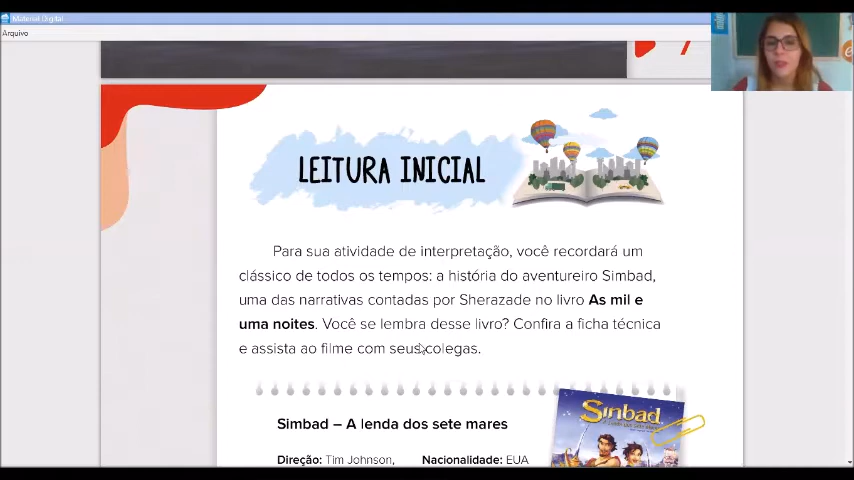 Material Digital
Arquivo
LEITURA INICIAL
Para sua atividade de interpretação, você recordará um
clássico de todos os tempos: a história do aventureiro Simbad,
uma das narrativas contadas por Sherazade no livro As mil e
uma noites. Você se lembra desse livro? Confira a ficha técnica
e assista ao filme com seus colegas.
Simbad – A lenda dos sete mares
Sinbad
Direção: Tim Johnson,
Nacionalidade: EUA